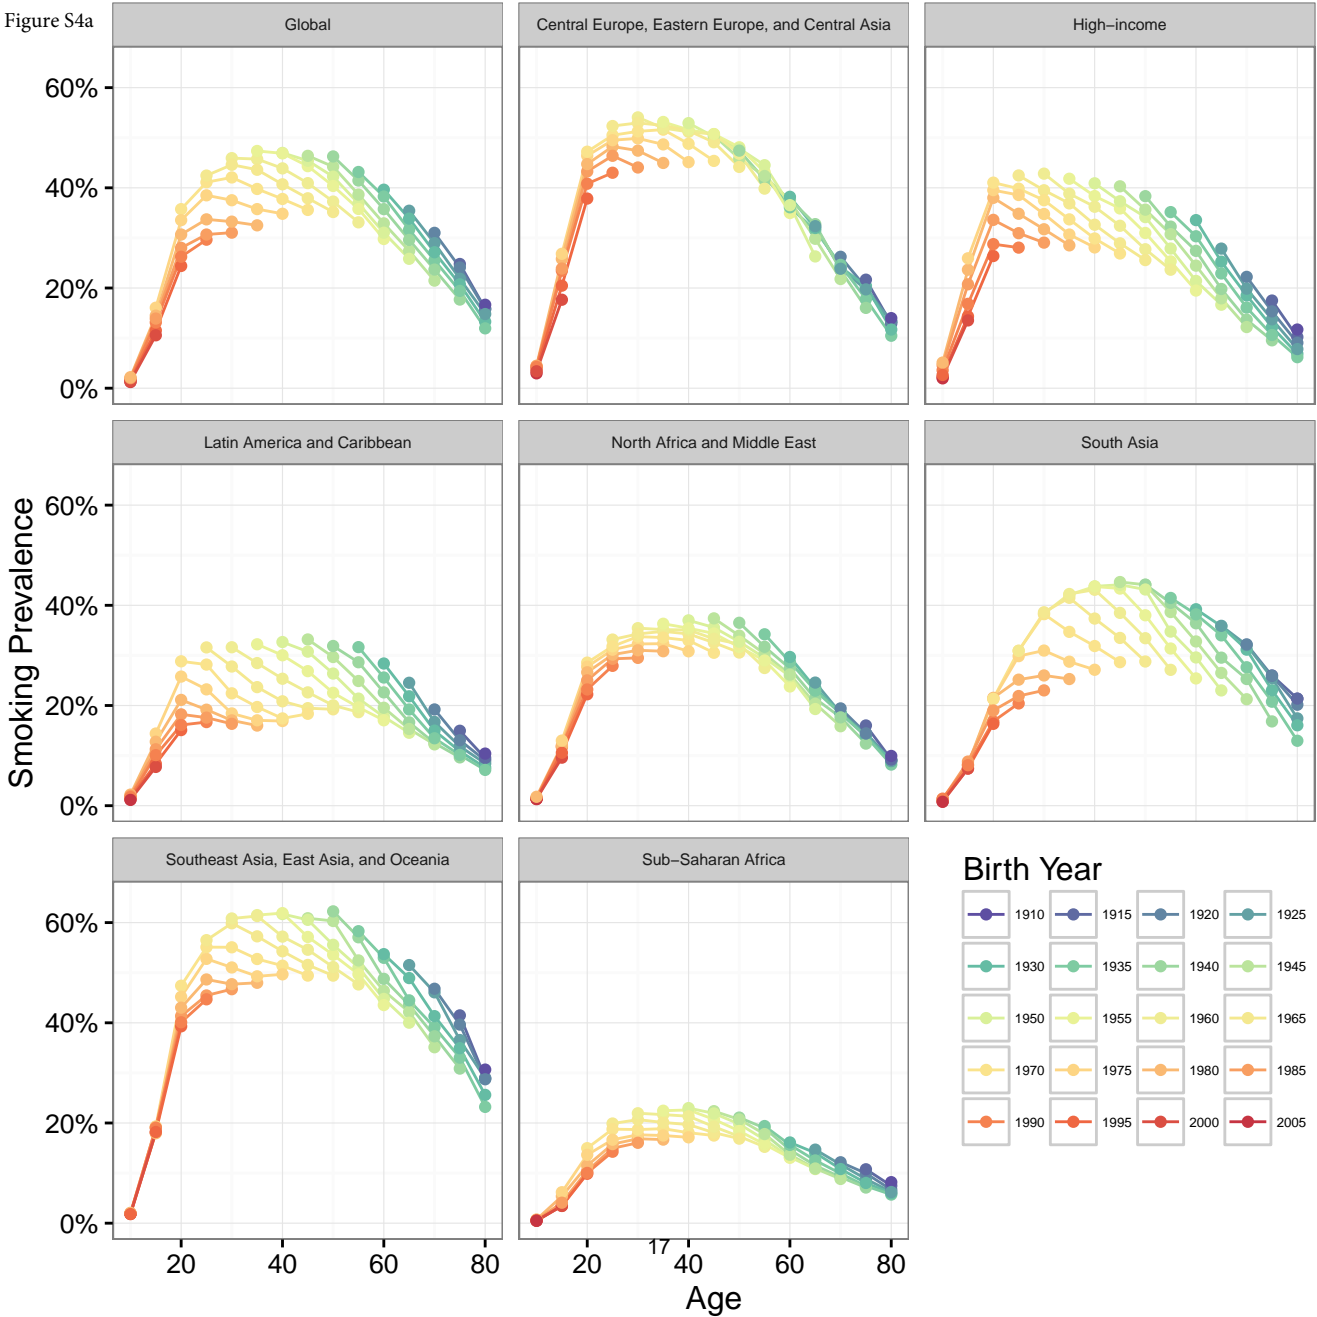 Figure S4a
Global
Central Europe, Eastern Europe, and Central Asia
High−income
60%
40%
20%
0%
Latin America and Caribbean
North Africa and Middle East
South Asia
60%
40%
20%
0%
Smoking Prevalence
Southeast Asia, East Asia, and Oceania
Sub−Saharan Africa
60%
40%
20%
0%
Birth Year
1910 1915 1920 1925
1930 1935 1940 1945
1950 1955 1960 1965
1970 1975 1980 1985
1990 1995 2000 2005
17
20 40 60 80 20 40 60 80
Age